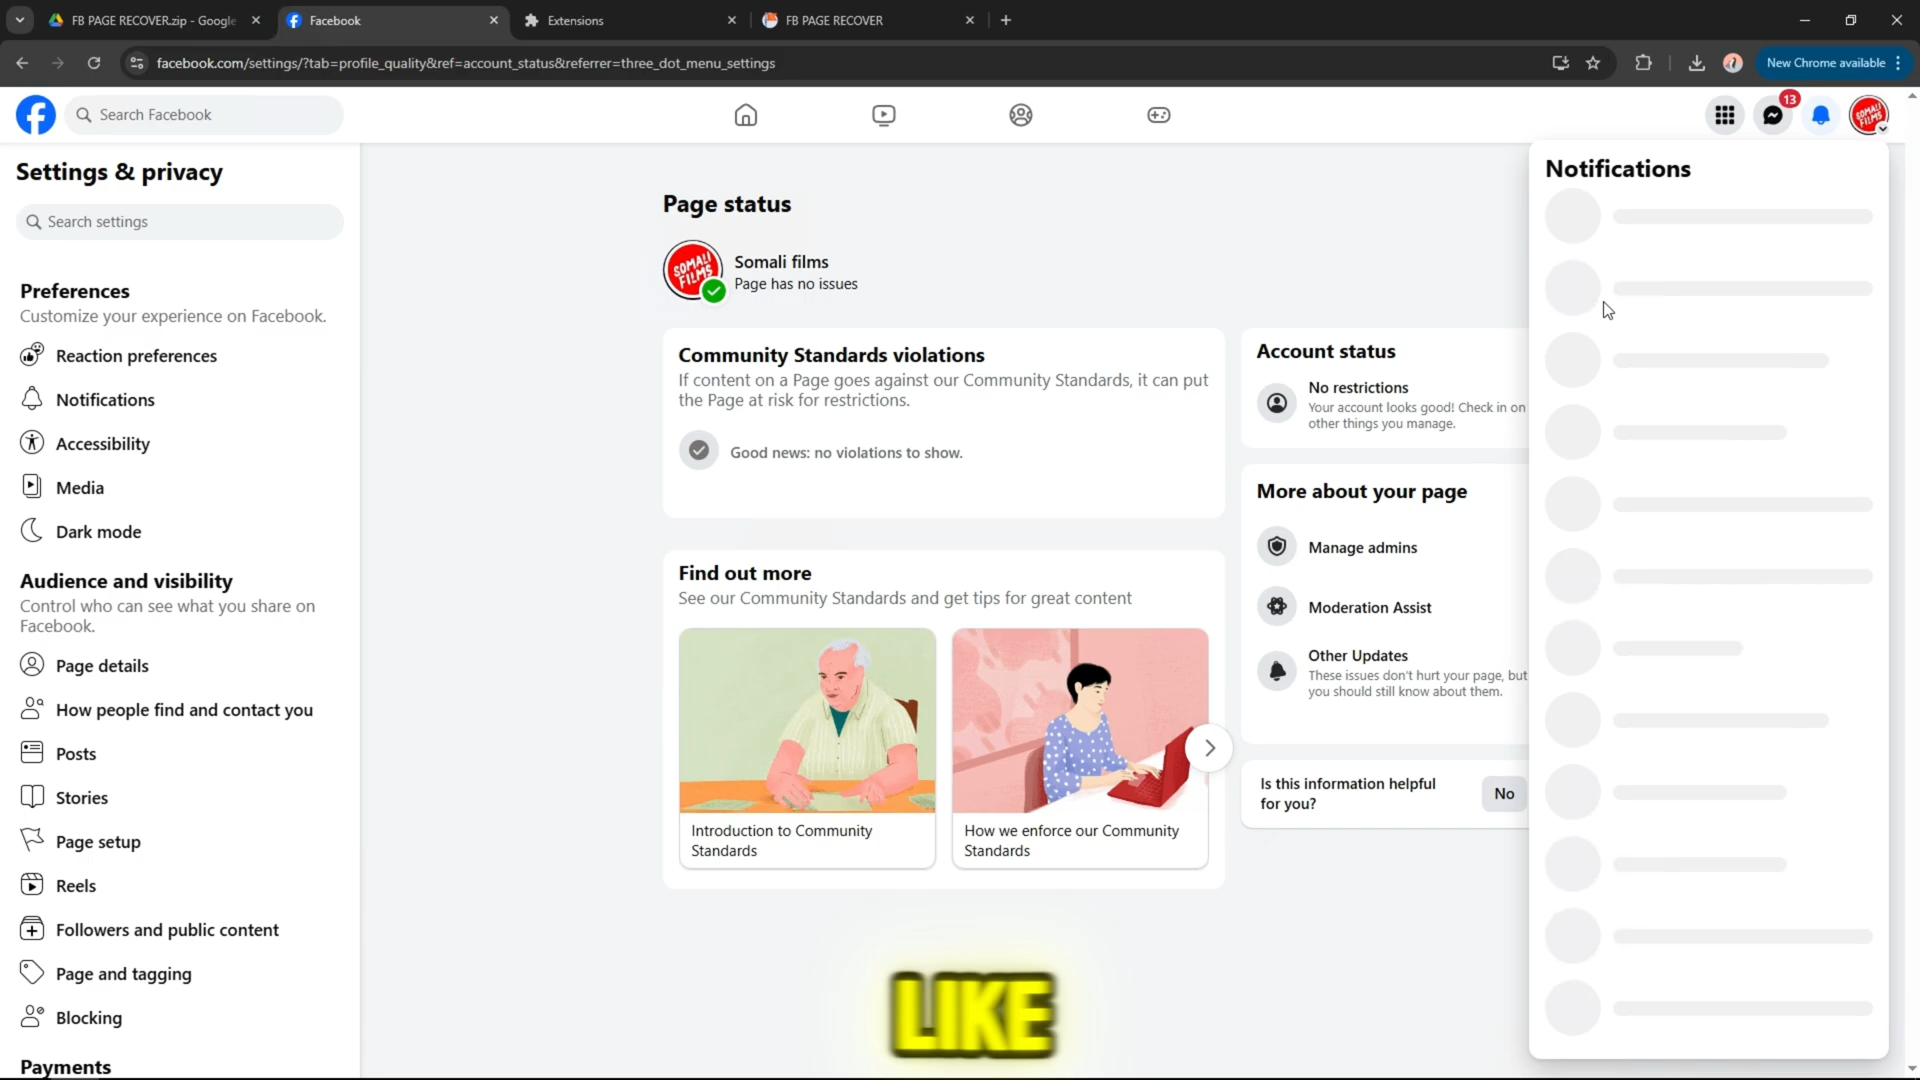 FB PAGE RECOVER.zip - Google
Facebook
Extensions
FB PAGE RECOVER
facebook.com/settings/?tab=profile_quality&ref=account_status&referrer=three_dot_menu_settings
New Chrome available
Search Facebook
13
SOMALI
FILMS
Settings & privacy
Search settings
Preferences
Customize your experience on Facebook.
Reaction preferences
Notifications
Accessibility
Media
Dark mode
Audience and visibility
Control who can see what you share on
Facebook.
Page details
How people find and contact you
Posts
Stories
Page setup
Reels
Followers and public content
Page and tagging
Blocking
Payments
Page status
SOMALI
FILMS
Somali films
Page has no issues
Community Standards violations
If content on a Page goes against our Community Standards, it can put
the Page at risk for restrictions.
Good news: no violations to show.
Find out more
See our Community Standards and get tips for great content
Introduction to Community
Standards
How we enforce our Community
Standards
Account status
No restrictions
Your account looks good! Check in on
other things you manage.
More about your page
Manage admins
Moderation Assist
Other Updates
These issues don't hurt your page, but
you should still know about them.
Is this information helpful
for you?
No
Notifications
LIKE